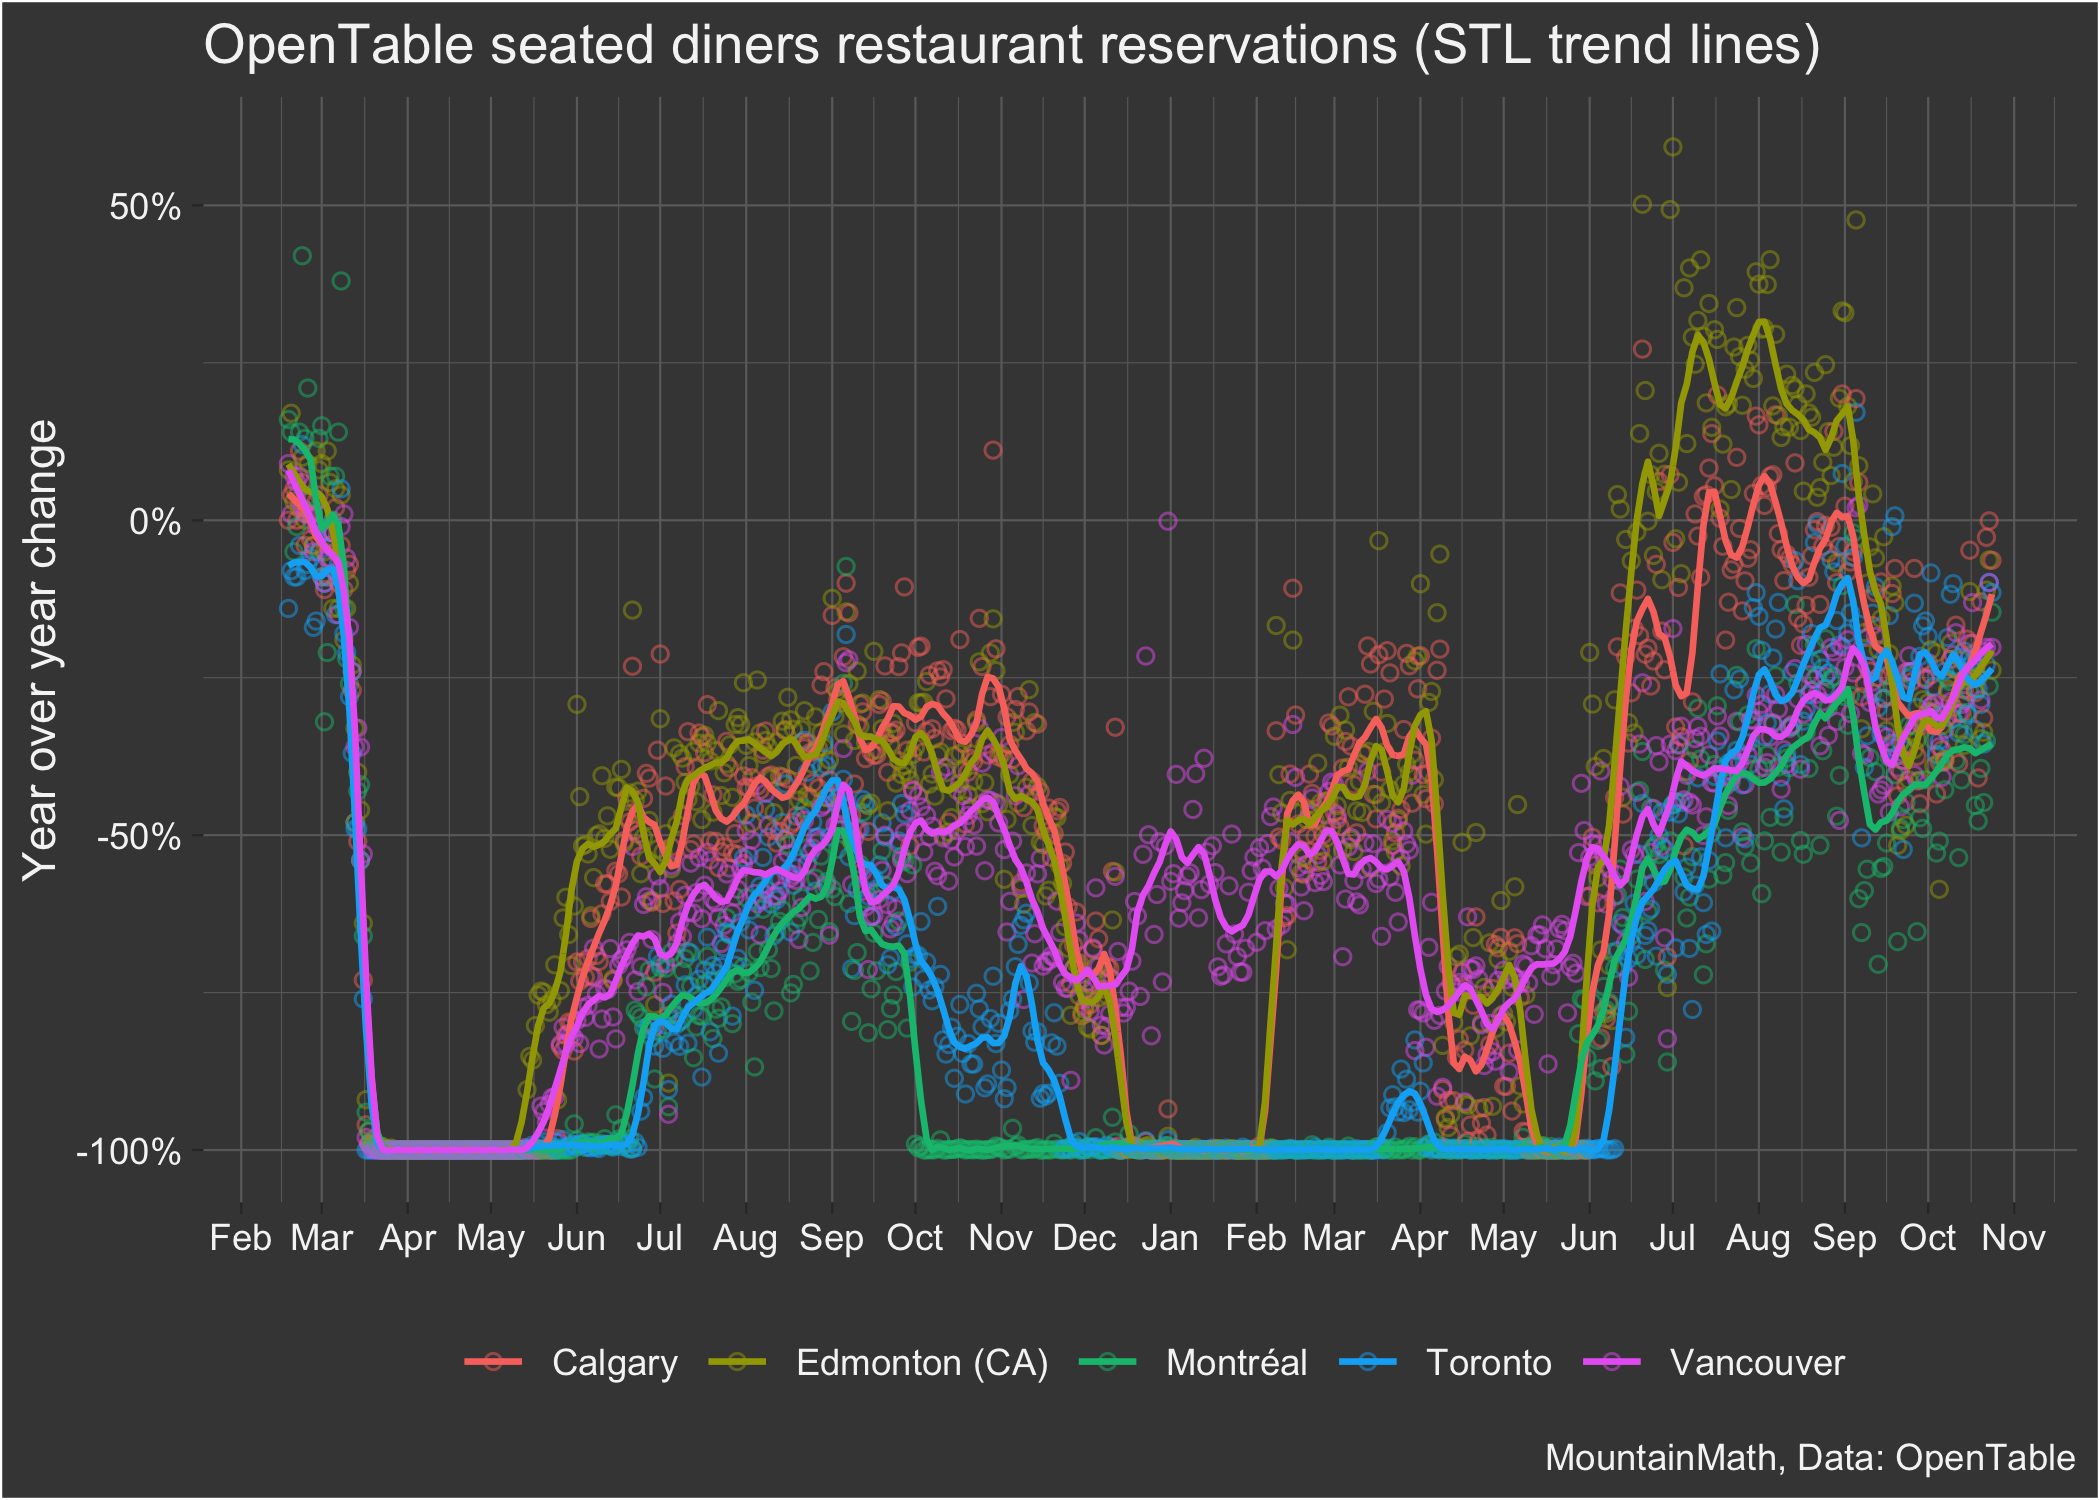 OpenTable seated diners restaurant reservations (STL trend lines)
Year over year change
50%
0%
-50%
-100%
Feb Mar Apr May Jun Jul Aug Sep Oct Nov Dec Jan Feb Mar Apr May Jun Jul Aug Sep Oct Nov
Calgary Edmonton (CA) Montréal Toronto Vancouver
MountainMath, Data: OpenTable